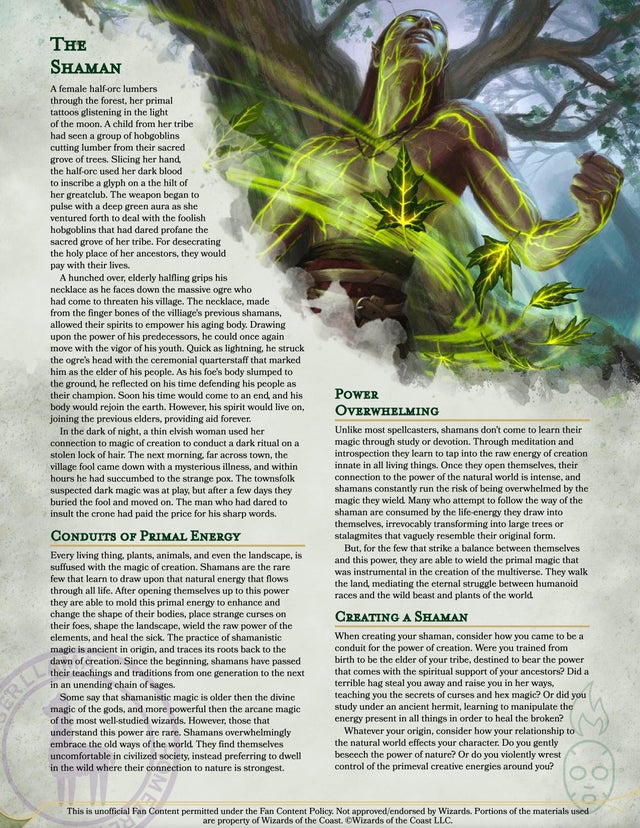 The
Shaman
A female half-orc lumbers
through the forest, her primal
tattoos glistening in the light
of the moon. A child from her tribe
had seen a group of hobgoblins
cutting lumber from their sacred
grove of trees. Slicing her hand,
the half-orc used her dark blood
to inscribe a glyph on a the hilt of
her greatclub. The weapon began to
pulse with a deep green aura as she
ventured forth to deal with the foolish
hobgoblins that had dared profane the
sacred grove of her tribe. For desecrating
the holy place of her ancestors, they would
pay with their lives.
A hunched over, elderly halfling grips his
necklace as he faces down the massive ogre who
had come to threaten his village. The necklace, made
from the finger bones of the villiage's previous shamans,
allowed their spirits to empower his aging body. Drawing
upon the power of his predecessors, he could once again
move with the vigor of his youth. Quick as lightning, he struck
the ogre's head with the ceremonial quarterstaff that marked
him as the elder of his people. As his foe's body slumped to
the ground, he reflected on his time defending his people as
their champion. Soon his time would come to an end, and his
body would rejoin the earth. However, his spirit would live on,
joining the previous elders, providing aid forever.
In the dark of night, a thin elvish woman used her
connection to magic of creation to conduct a dark ritual on a
stolen lock of hair. The next morning, far across town, the
village fool came down with a mysterious illness, and within
hours he had succumbed to the strange pox. The townsfolk
suspected dark magic was at play, but after a few days they
buried the fool and moved on. The man who had dared to
insult the crone had paid the price for his sharp words.
Conduits of Primal Energy
Every living thing, plants, animals, and even the landscape, is
suffused with the magic of creation. Shamans are the rare
few that learn to draw upon that natural energy that flows
through all life. After opening themselves up to this power
they are able to mold this primal energy to enhance and
change the shape of their bodies, place strange curses on
their foes, shape the landscape, wield the raw power of the
elements, and heal the sick. The practice of shamanistic
magic is ancient in origin, and traces its roots back to the
dawn of creation. Since the beginning, shamans have passed
their teachings and traditions from one generation to the next
in an unending chain of sages.
Some say that shamanistic magic is older then the divine
magic of the gods, and more powerful then the arcane magic
of the most well-studied wizards. However, those that
understand this power are rare. Shamans overwhelmingly
embrace the old ways of the world. They find themselves
uncomfortable in civilized society, instead preferring to dwell
in the wild where their connection to nature is strongest.
Power
Overwhelming
Unlike most spellcasters, shamans don't come to learn their
magic through study or devotion. Through meditation and
introspection they learn to tap into the raw energy of creation
innate in all living things. Once they open themselves, their
connection to the power of the natural world is intense, and
shamans constantly run the risk of being overwhelmed by the
magic they wield. Many who attempt to follow the way of the
shaman are consumed by the life-energy they draw into
themselves, irrevocably transforming into large trees or
stalagmites that vaguely resemble their original form.
But, for the few that strike a balance between themselves
and this power, they are able to wield the primal magic that
was instrumental in the creation of the multiverse. They walk
the land, mediating the eternal struggle between humanoid
races and the wild beast and plants of the world.
Creating a Shaman
When creating your shaman, consider how you came to be a
conduit for the power of creation. Were you trained from
birth to be the elder of your tribe, destined to bear the power
that comes with the spiritual support of your ancestors? Did a
terrible hag steal you away and raise you in her ways,
teaching you the secrets of curses and hex magic? Or did you
study under an ancient hermit, learning to manipulate the
energy present in all things in order to heal the broken?
Whatever your origin, consider how your relationship to
the natural world effects your character. Do you gently
beseech the power of nature? Or do you violently wrest
control of the primeval creative energies around you?
This is unofficial Fan Content permitted under the Fan Content Policy. Not approved/endorsed by Wizards. Portions of the materials used
are property of Wizards of the Coast. ©Wizards of the Coast LLC.